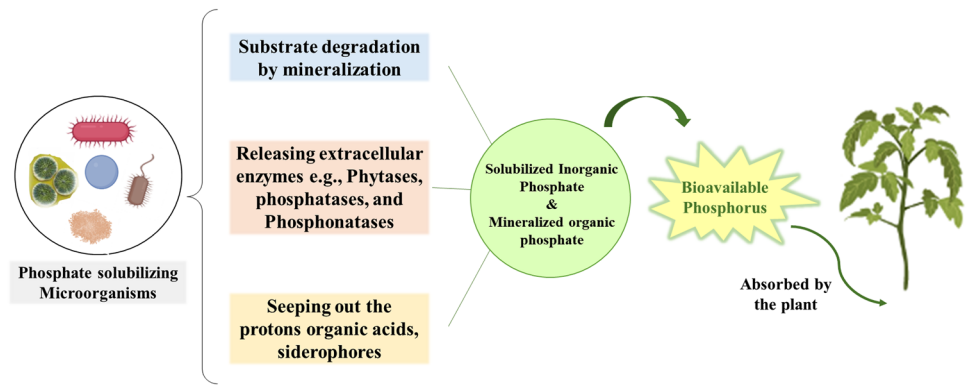 Phosphate solubilizing
Microorganisms
Substrate degradation
by mineralization
Releasing extracellular
enzymes e.g., Phytases,
phosphatases, and
Phosphonatases
Seeping out the
protons organic acids,
siderophores
Solubilized Inorganic
Phosphate
&
Mineralized organic
phosphate
Bioavailable
Phosphorus
Absorbed by
the plant